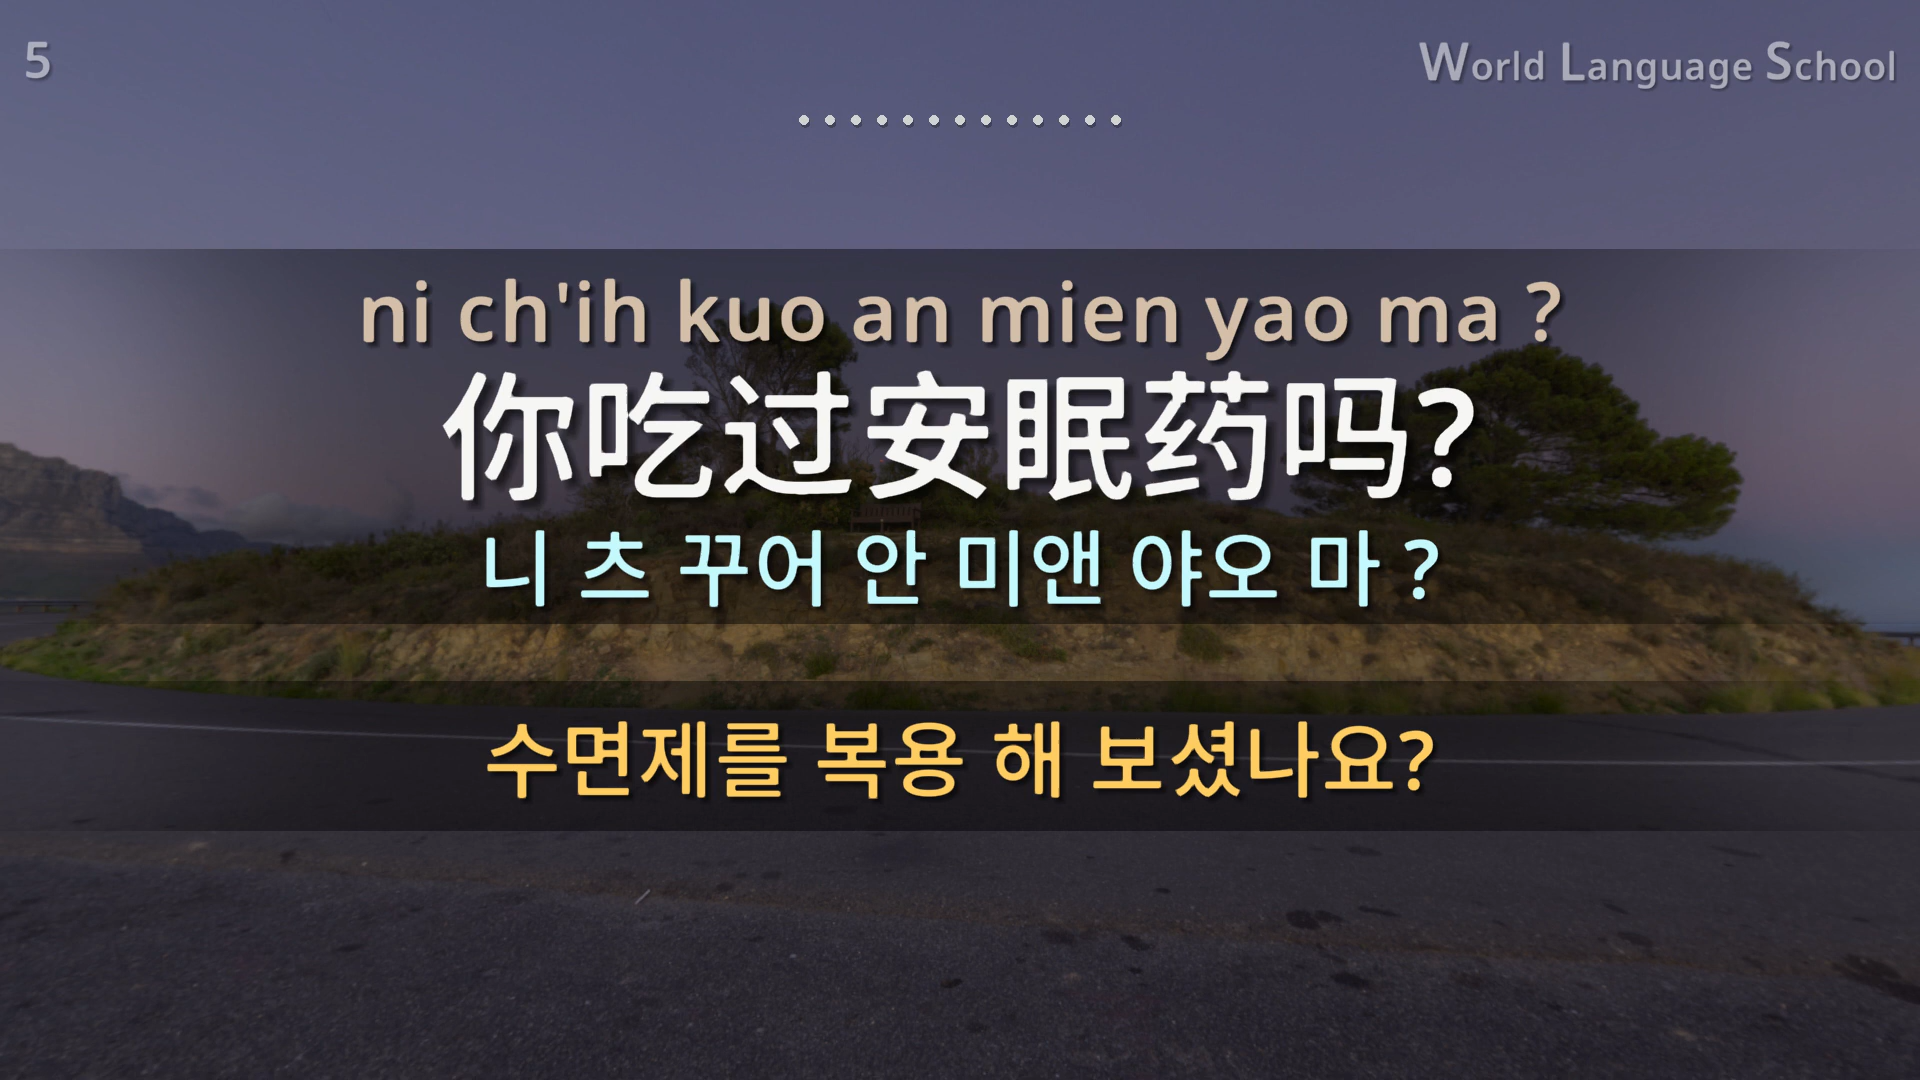 5
World Language School
ni ch'ih kuo an mien yao ma ?
你吃过安眠药吗?
니 츠 꾸어 안 미앤 야오 마 ?
수면제를 복용 해 보셨나요?